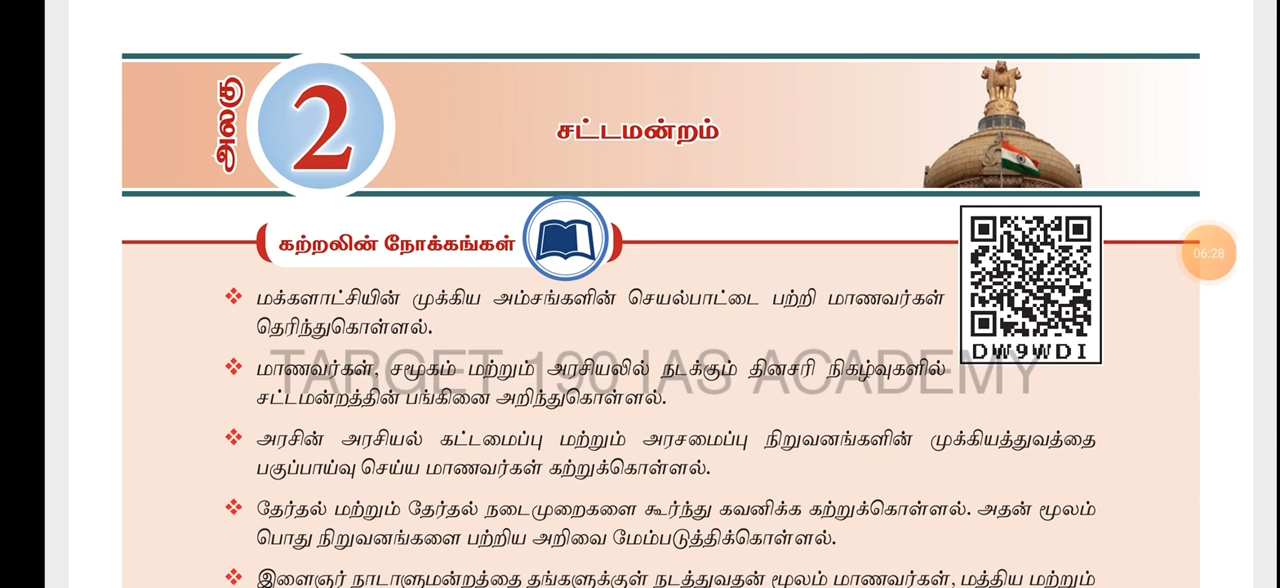 அலகு
2
சட்டமன்றம்
கற்றலின் நோக்கங்கள்
06:28
DW9WDI
❖ மக்களாட்சியின் முக்கிய அம்சங்களின் செயல்பாட்டை பற்றி மாணவர்கள்
தெரிந்துகொள்ளல்.
TARGET 190 IAS ACADEMY
❖ மாணவர்கள், சமூகம் மற்றும் அரசியலில் நடக்கும் தினசரி நிகழ்வுகளில்
சட்டமன்றத்தின் பங்கினை அறிந்துகொள்ளல்.
❖ அரசின் அரசியல் கட்டமைப்பு மற்றும் அரசமைப்பு நிறுவனங்களின் முக்கியத்துவத்தை
பகுப்பாய்வு செய்ய மாணவர்கள் கற்றுக்கொள்ளல்.
❖ தேர்தல் மற்றும் தேர்தல் நடைமுறைகளை கூர்ந்து கவனிக்க கற்றுக்கொள்ளல். அதன் மூலம்
பொது நிறுவனங்களை பற்றிய அறிவை மேம்படுத்திக்கொள்ளல்.
❖ இளைஞர் நாடாளுமன்றத்தை தங்களுக்குள் நடத்துவதன் மூலம் மாணவர்கள், மத்திய மற்றும்